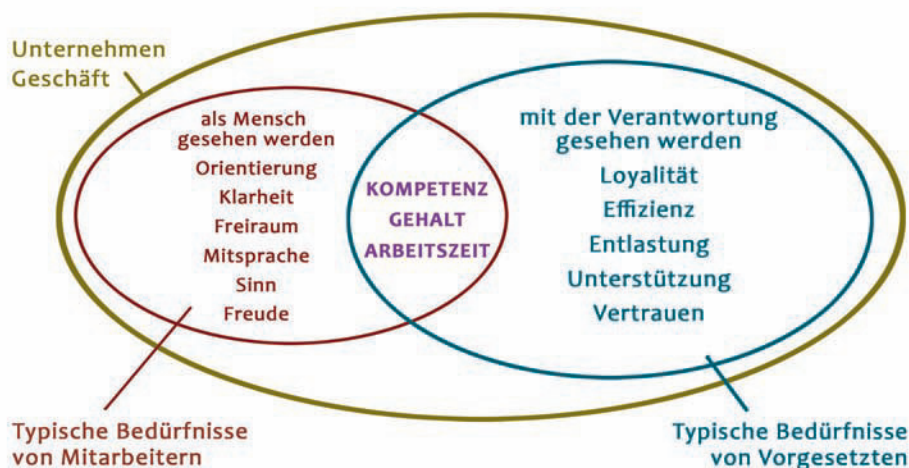 Unternehmen
Geschäft
als Mensch
gesehen werden
Orientierung
Klarheit
Freiraum
Mitsprache
Sinn
Freude
KOMPETENZ
GEHALT
ARBEITSZEIT
mit der Verantwortung
gesehen werden
Loyalität
Effizienz
Entlastung
Unterstützung
Vertrauen
Typische Bedürfnisse
von Mitarbeitern
Typische Bedürfnisse
von Vorgesetzten